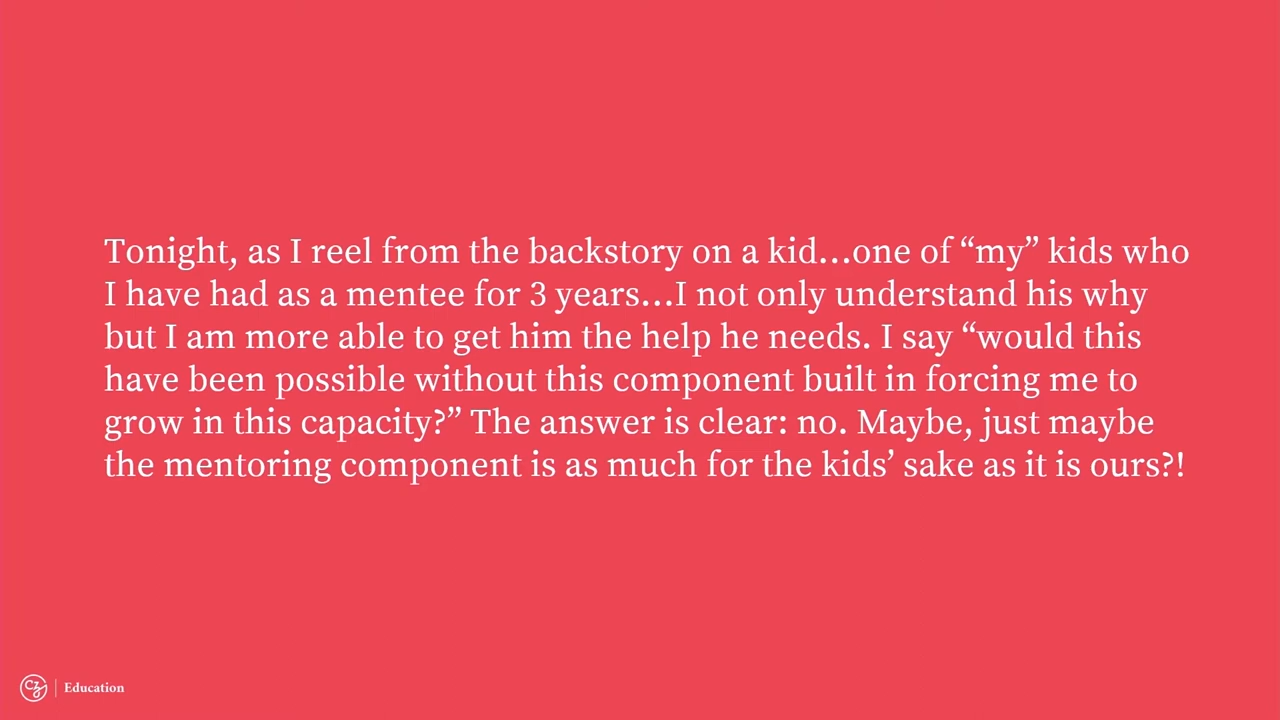 Tonight, as I reel from the backstory on a kid…one of “my” kids who
I have had as a mentee for 3 years…I not only understand his why
but I am more able to get him the help he needs. I say “would this
have been possible without this component built in forcing me to
grow in this capacity?” The answer is clear: no. Maybe, just maybe
the mentoring component is as much for the kids’ sake as it is ours?!
CZ Education